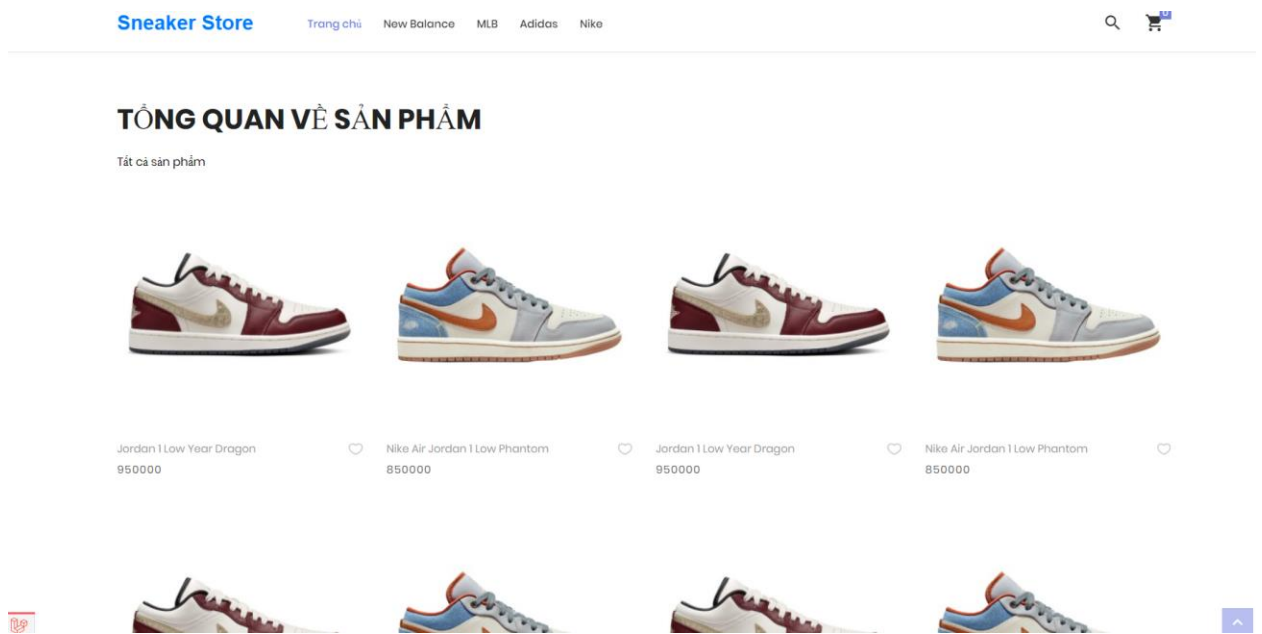 Sneaker Store Trang chủ New Balance MLB Adidas Nike
TỔNG QUAN VỀ SẢN PHẨM
Tất cả sản phẩm
Jordan 1 Low Year Dragon Nike Air Jordan 1 Low Phantom Jordan 1 Low Year Dragon Nike Air Jordan 1 Low Phantom
950000 850000 950000 850000